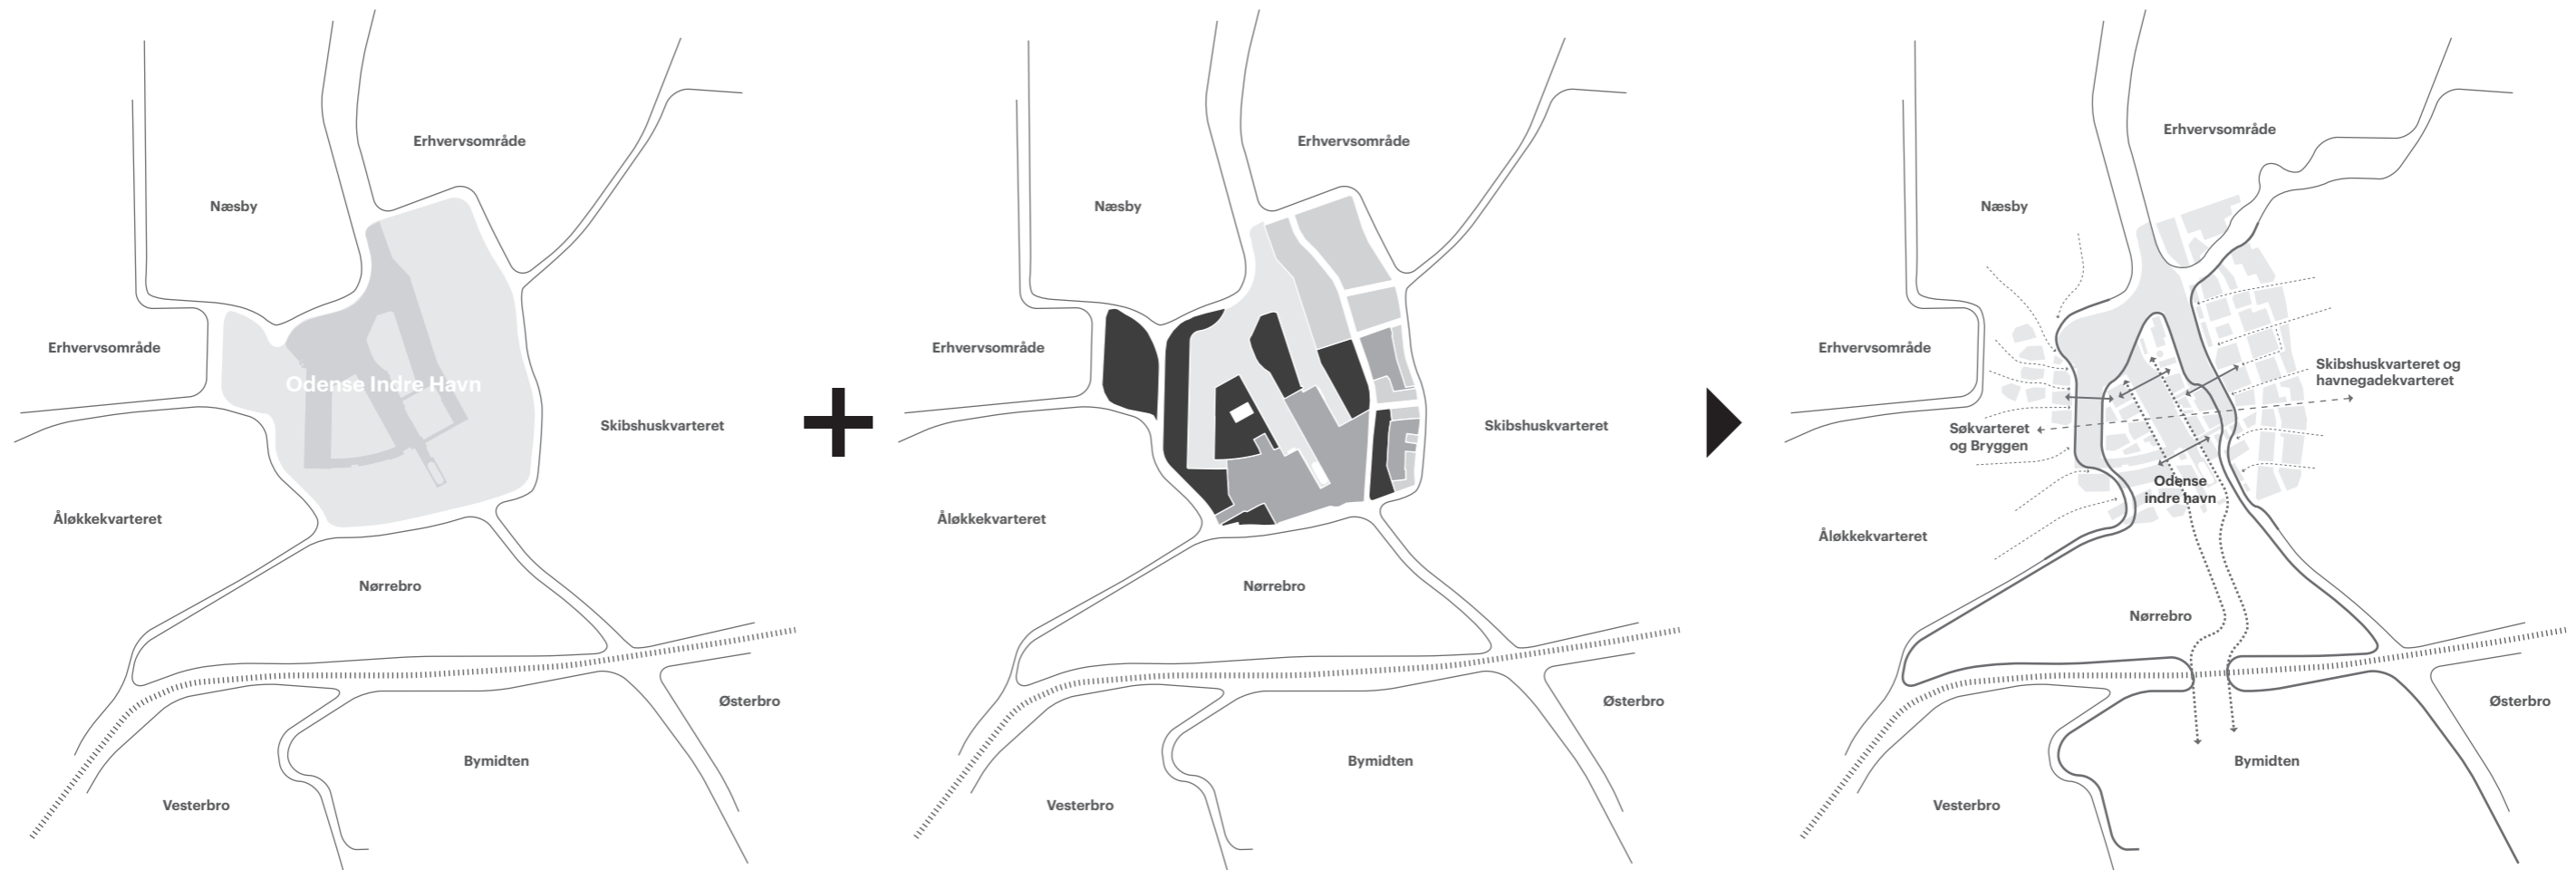 Erhvervsområde
Næsby
Erhvervsområde
Odense Indre Havn
Skibshuskvarteret
Åløkkekvarteret
Nørrebro
Østerbro
Bymidten
Vesterbro
Erhvervsområde
Næsby
Erhvervsområde
Skibshuskvarteret
Åløkkekvarteret
Nørrebro
Østerbro
Bymidten
Vesterbro
Erhvervsområde
Næsby
Erhvervsområde
Skibshuskvarteret og
havnegadekvarteret
Søkvarteret
og Bryggen
Odense
indre havn
Åløkkekvarteret
Nørrebro
Østerbro
Bymidten
Vesterbro